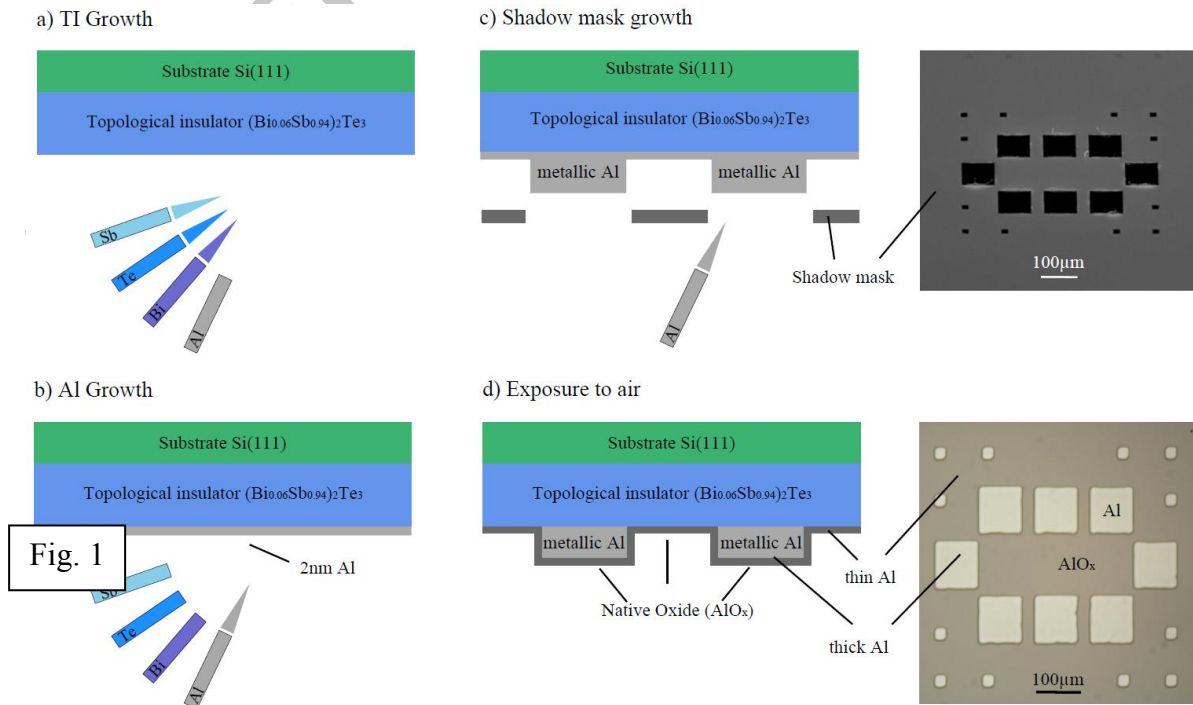 a) TI Growth
Substrate Si(111)
Topological insulator (Bi0.06Sb0.94)2Te3
Sb
Te
Bi
Al
c) Shadow mask growth
Substrate Si(111)
Topological insulator (Bi0.06Sb0.94)2Te3
metallic Al
metallic Al
Al
Shadow mask
100µm
b) Al Growth
Substrate Si(111)
Topological insulator (Bi0.06Sb0.94)2Te3
Fig. 1
2nm Al
Sb
Te
Bi
Al
d) Exposure to air
Substrate Si(111)
Topological insulator (Bi0.06Sb0.94)2Te3
metallic Al
metallic Al
Native Oxide (AlOx)
thin Al
thick Al
Al
AlOx
100µm